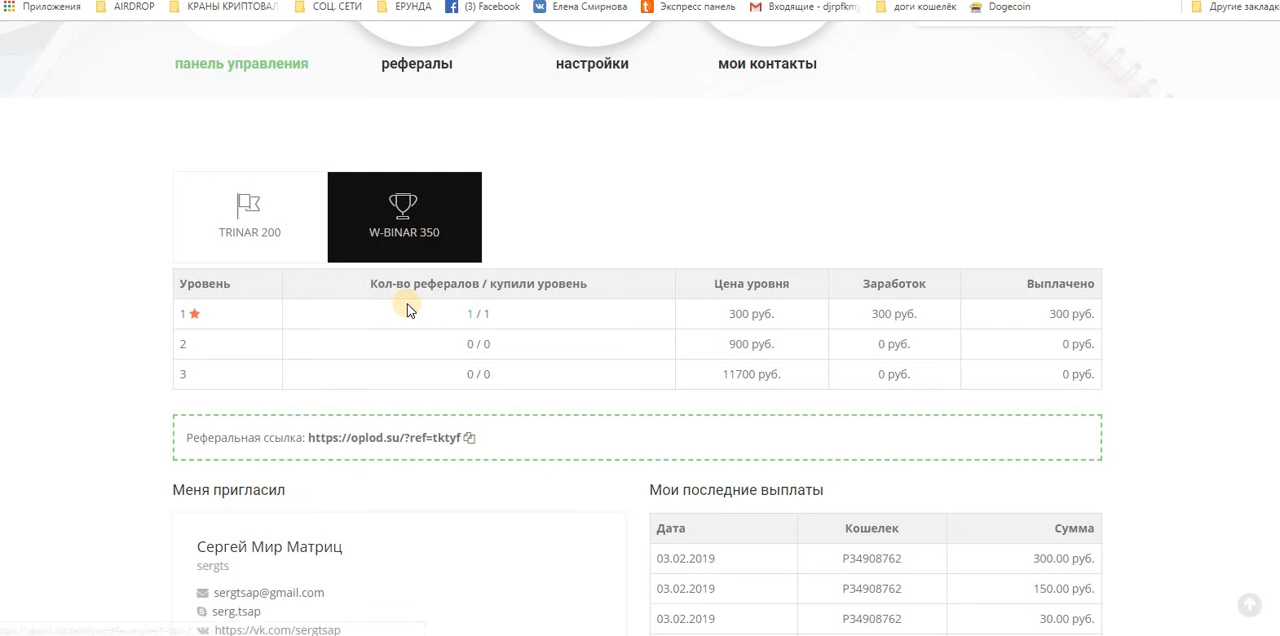 Приложения AIRDROP КРАНЫ КРИПТОВАЛ СОЦ. СЕТИ ЕРУНДА (3) Facebook Елена Смирнова Экспресс панель Входящие - djrpfkmy доги кошелёк Dogecoin Другие закладк
панель управления рефералы настройки мои контакты
TRINAR 200 W-BINAR 350
Уровень Кол-во рефералов / купили уровень Цена уровня Заработок Выплачено
1 1 / 1 300 руб. 300 руб. 300 руб.
2 0 / 0 900 руб. 0 руб. 0 руб.
3 0 / 0 11700 руб. 0 руб. 0 руб.
Реферальная ссылка: https://oplod.su/?ref=tktyf
Меня пригласил Мои последние выплаты
Дата Кошелек Сумма
Сергей Мир Матриц
sergts
03.02.2019 P34908762 300.00 руб.
sergtsap@gmail.com
03.02.2019 P34908762 150.00 руб.
serg.tsap
03.02.2019 P34908762 30.00 руб.
https://vk.com/sergtsap